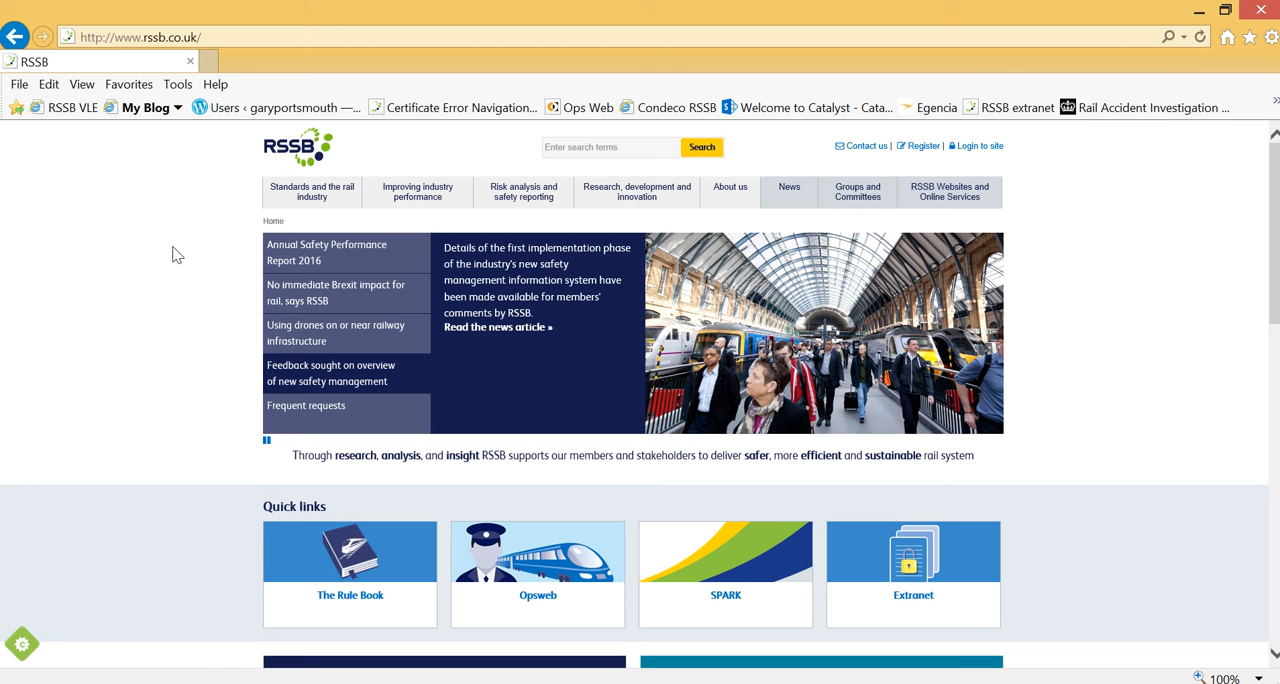 http://www.rssb.co.uk/
RSSB
File Edit View Favorites Tools Help
RSSB VLE My Blog Users ‹ garyportsmouth —... Certificate Error Navigation... Ops Web Condeco RSSB Welcome to Catalyst - Cata... Egencia RSSB extranet Rail Accident Investigation ...
RSSB
Enter search terms Search
Contact us | Register | Login to site
Standards and the rail industry
Improving industry performance
Risk analysis and safety reporting
Research, development and innovation
About us
News
Groups and Committees
RSSB Websites and Online Services
Home
Annual Safety Performance
Report 2016
No immediate Brexit impact for
rail, says RSSB
Using drones on or near railway
infrastructure
Feedback sought on overview
of new safety management
Frequent requests
Details of the first implementation phase
of the industry's new safety
management information system have
been made available for members'
comments by RSSB.
Read the news article »
Through research, analysis, and insight RSSB supports our members and stakeholders to deliver safer, more efficient and sustainable rail system
Quick links
The Rule Book
Opsweb
SPARK
Extranet
100%